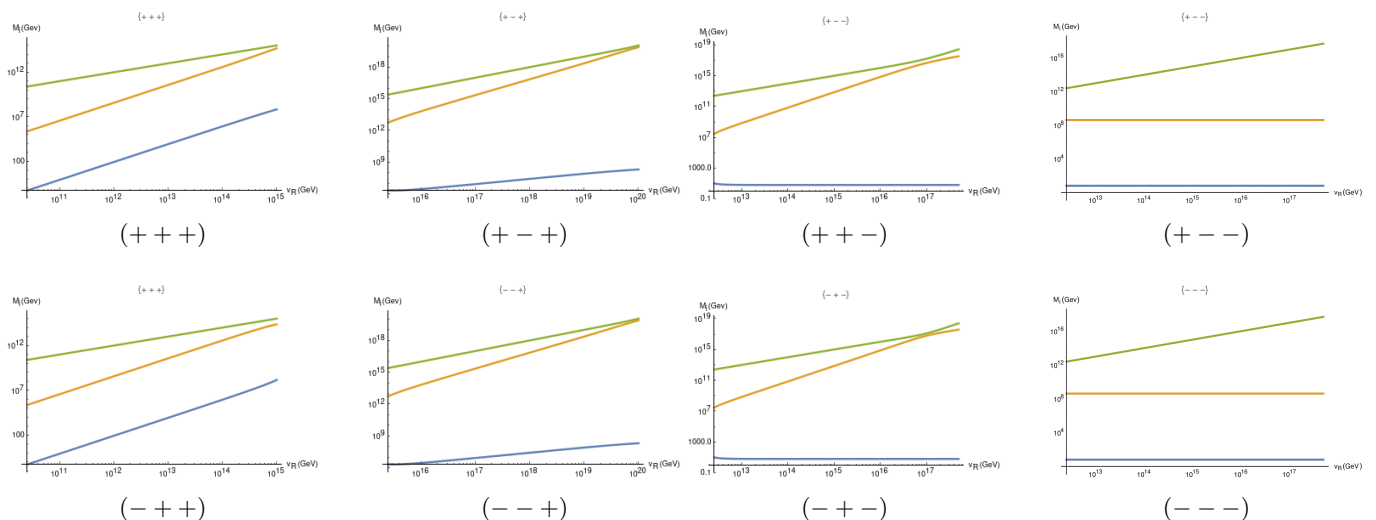 {+ + +}
M_i(Gev)
10^12
10^7
100
10^11 10^12 10^13 10^14 10^15
v_R(GeV)
(+ + +)
{+ − +}
M_i(Gev)
10^18
10^15
10^12
10^9
10^16 10^17 10^18 10^19 10^20
v_R(GeV)
(+ − +)
{+ − −}
M_i(Gev)
10^19
10^15
10^11
10^7
1000.0
0.1
10^13 10^14 10^15 10^16 10^17
v_R(GeV)
(+ + −)
{+ − −}
M_i(Gev)
10^16
10^12
10^8
10^4
10^13 10^14 10^15 10^16 10^17
v_R(GeV)
(+ − −)
{+ + +}
M_i(Gev)
10^12
10^7
100
10^11 10^12 10^13 10^14 10^15
v_R(GeV)
(− + +)
{− − +}
M_i(Gev)
10^18
10^15
10^12
10^9
10^16 10^17 10^18 10^19 10^20
v_R(GeV)
(− − +)
{− + −}
M_i(Gev)
10^19
10^15
10^11
10^7
1000.0
0.1
10^13 10^14 10^15 10^16 10^17
v_R(GeV)
(− + −)
{− − −}
M_i(Gev)
10^16
10^12
10^8
10^4
10^13 10^14 10^15 10^16 10^17
v_R(GeV)
(− − −)